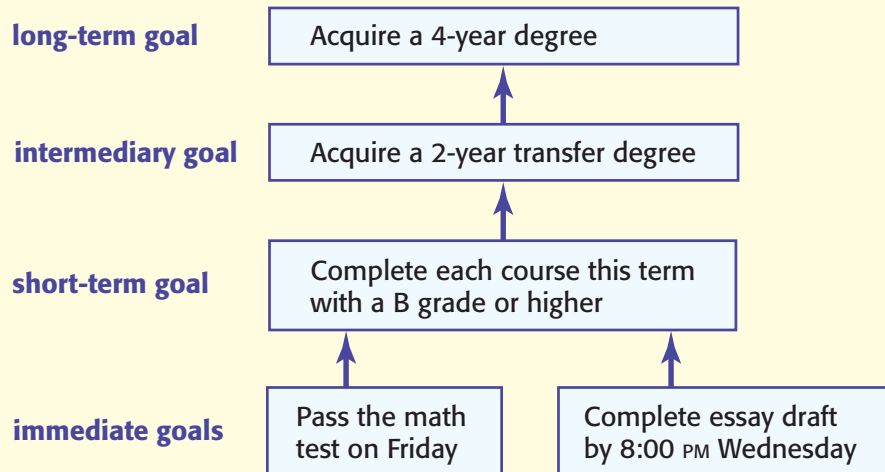 long-term goal
Acquire a 4-year degree
intermediary goal
Acquire a 2-year transfer degree
short-term goal
Complete each course this term
with a B grade or higher
immediate goals
Pass the math
test on Friday
Complete essay draft
by 8:00 PM Wednesday